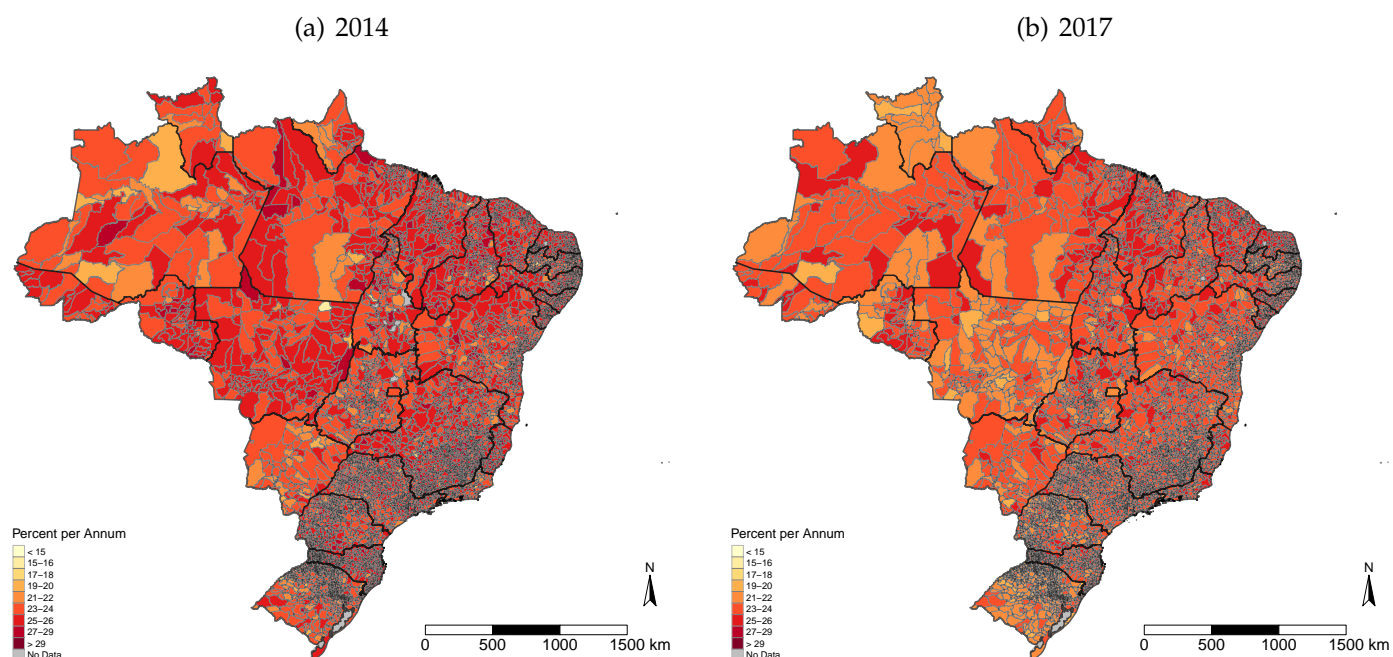 (a) 2014
(b) 2017
Percent per Annum
< 15
15−16
17−18
19−20
21−22
23−24
25−26
27−29
> 29
No Data
N
0 500 1000 1500 km
Percent per Annum
< 15
15−16
17−18
19−20
21−22
23−24
25−26
27−29
> 29
No Data
N
0 500 1000 1500 km